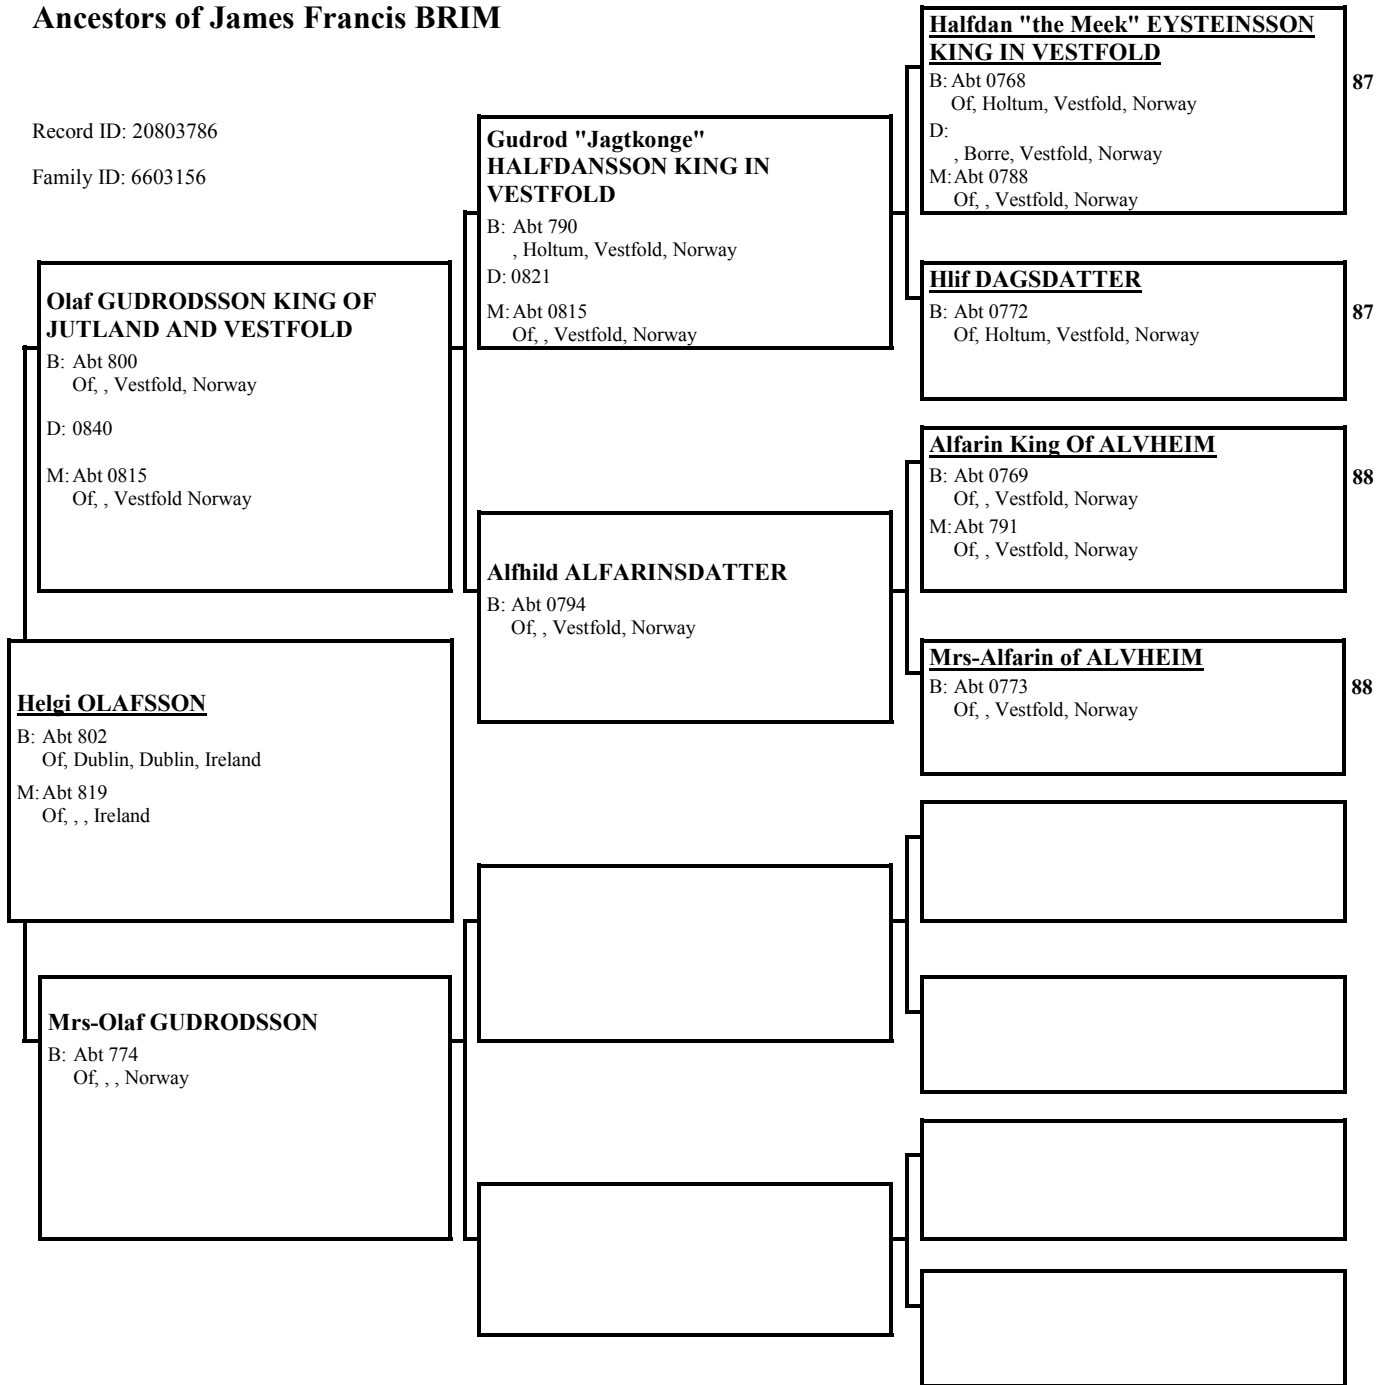 Ancestors of James Francis BRIM
Record ID: 20803786
Family ID: 6603156
Olaf GUDRODSSON KING OF
JUTLAND AND VESTFOLD
B: Abt 800
Of, , Vestfold, Norway
D: 0840
M: Abt 0815
Of, , Vestfold Norway
Helgi OLAFSSON
B: Abt 802
Of, Dublin, Dublin, Ireland
M: Abt 819
Of, , , Ireland
Mrs-Olaf GUDRODSSON
B: Abt 774
Of, , , Norway
Gudrod "Jagtkonge"
HALFDANSSON KING IN
VESTFOLD
B: Abt 790
, Holtum, Vestfold, Norway
D: 0821
M: Abt 0815
Of, , Vestfold, Norway
Alfhild ALFARINSDATTER
B: Abt 0794
Of, , Vestfold, Norway
Halfdan "the Meek" EYSTEINSSON
KING IN VESTFOLD
B: Abt 0768
Of, Holtum, Vestfold, Norway
D:
, Borre, Vestfold, Norway
M: Abt 0788
Of, , Vestfold, Norway
87
Hlif DAGSDATTER
B: Abt 0772
Of, Holtum, Vestfold, Norway
87
Alfarin King Of ALVHEIM
B: Abt 0769
Of, , Vestfold, Norway
M: Abt 791
Of, , Vestfold, Norway
88
Mrs-Alfarin of ALVHEIM
B: Abt 0773
Of, , Vestfold, Norway
88